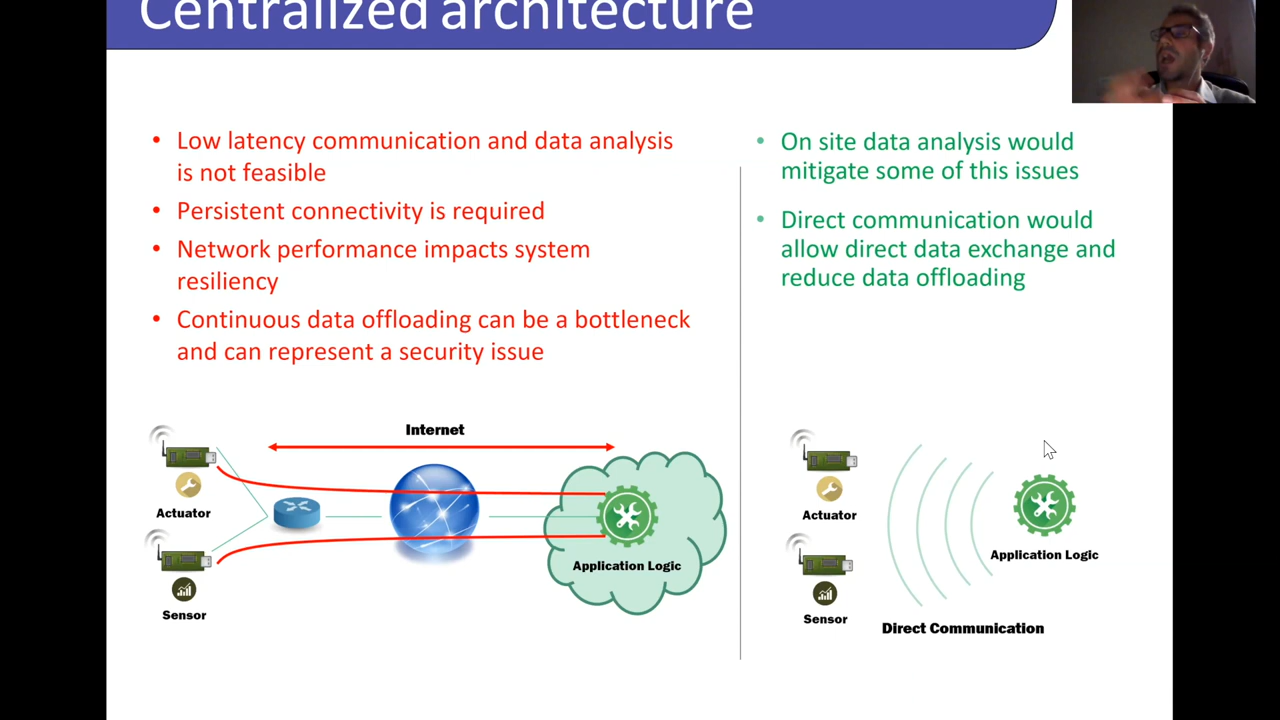 Centralized architecture
• Low latency communication and data analysis
is not feasible
• Persistent connectivity is required
• Network performance impacts system
resiliency
• Continuous data offloading can be a bottleneck
and can represent a security issue
• On site data analysis would
mitigate some of this issues
• Direct communication would
allow direct data exchange and
reduce data offloading
Internet
Actuator
Sensor
Application Logic
Actuator
Sensor
Application Logic
Direct Communication